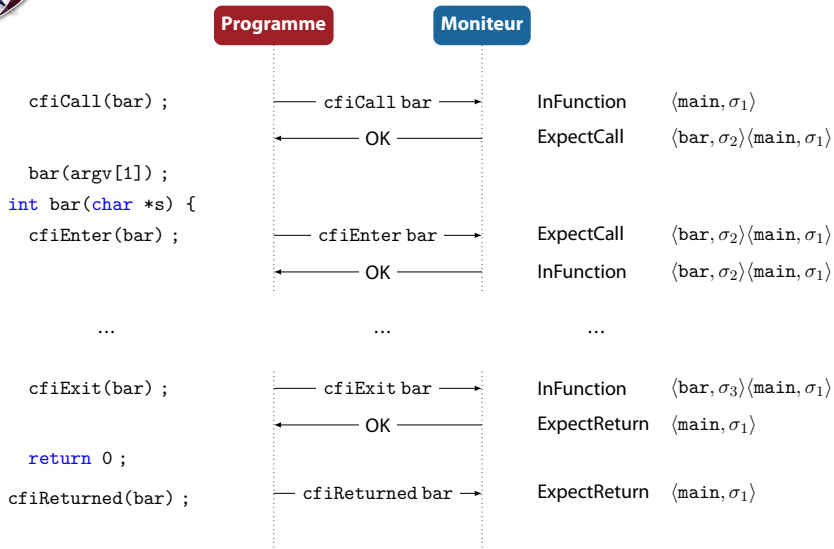 Programme Moniteur
cfiCall(bar) ; cfiCall bar InFunction ⟨main, σ₁⟩
OK ExpectCall ⟨bar, σ₂⟩⟨main, σ₁⟩
bar(argv[1]) ;
int bar(char *s) {
cfiEnter(bar) ; cfiEnter bar ExpectCall ⟨bar, σ₂⟩⟨main, σ₁⟩
OK InFunction ⟨bar, σ₂⟩⟨main, σ₁⟩
... ... ...
cfiExit(bar) ; cfiExit bar InFunction ⟨bar, σ₃⟩⟨main, σ₁⟩
OK ExpectReturn ⟨main, σ₁⟩
return 0 ;
cfiReturned(bar) ; cfiReturned bar ExpectReturn ⟨main, σ₁⟩